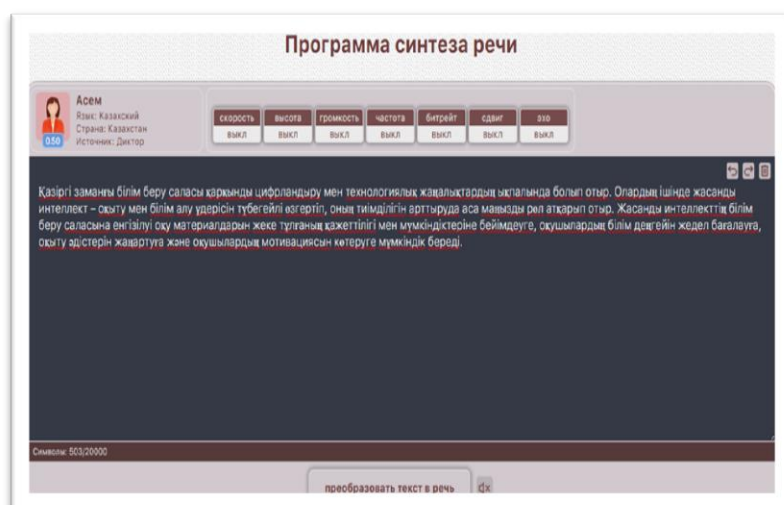 Программа синтеза речи
Асем
Язык: Казахский
Страна: Казахстан
Источник: Диктор
0.50
скорость высота громкость частота битрейт сдвиг эхо
выкл выкл выкл выкл выкл выкл выкл
Қазіргі заманғы білім беру саласы қарқынды цифрландыру мен технологиялық жаңалықтардың ықпалында болып отыр. Олардың ішінде жасанды
интеллект – оқыту мен білім алу үдерісін түбегейлі өзгертіп, оның тиімділігін арттыруда аса маңызды рөл атқарып отыр. Жасанды интеллекттің білім
беру саласына енгізілуі оқу материалдарын жеке тұлғаның қажеттілігі мен мүмкіндіктеріне бейімдеуге, оқушылардың білім деңгейін жедел бағалауға,
оқыту әдістерін жаңартуға және оқушылардың мотивациясын көтеруге мүмкіндік береді.
Символы: 503/20000
преобразовать текст в речь